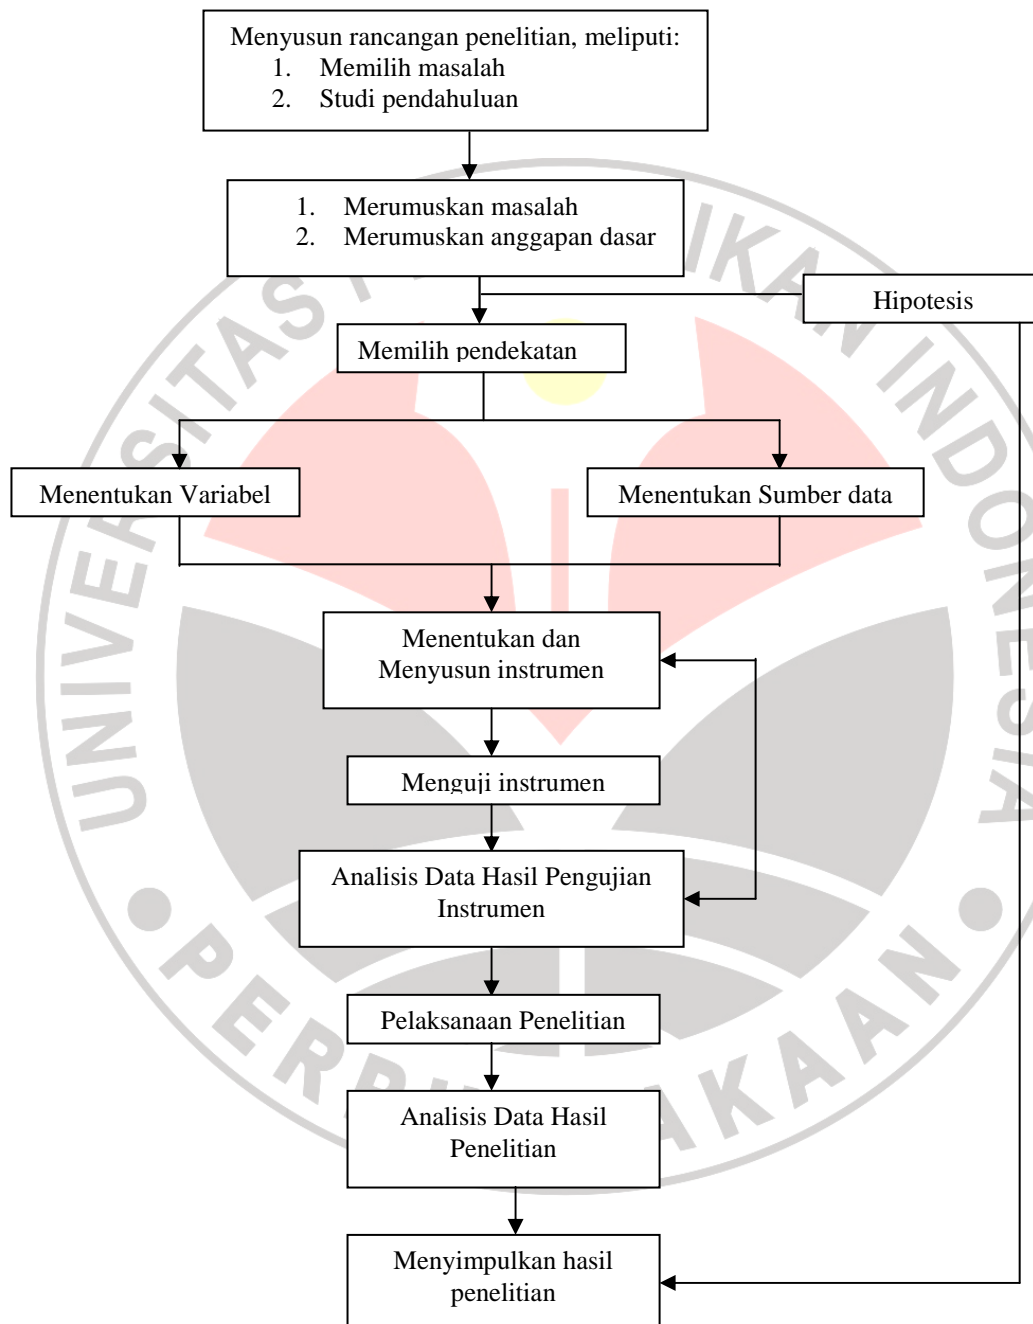 Menyusun rancangan penelitian, meliputi:
1. Memilih masalah
2. Studi pendahuluan
1. Merumuskan masalah
2. Merumuskan anggapan dasar
Hipotesis
Memilih pendekatan
Menentukan Variabel
Menentukan Sumber data
Menentukan dan
Menyusun instrumen
Menguji instrumen
Analisis Data Hasil Pengujian
Instrumen
Pelaksanaan Penelitian
Analisis Data Hasil
Penelitian
Menyimpulkan hasil
penelitian
UNIVERSITAS INDONESIA